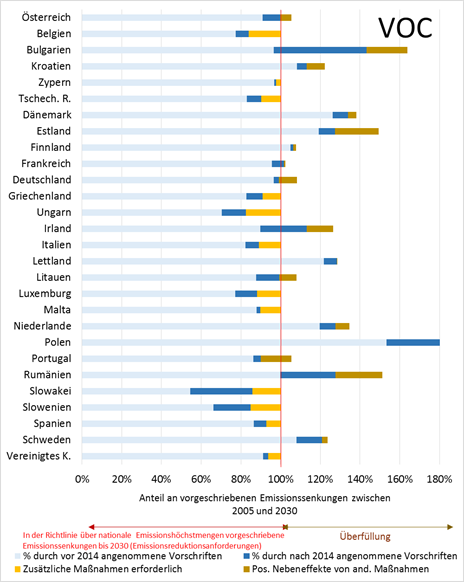 VOC
Österreich
Belgien
Bulgarien
Kroatien
Zypern
Tschech. R.
Dänemark
Estland
Finnland
Frankreich
Deutschland
Griechenland
Ungarn
Irland
Italien
Lettland
Litauen
Luxemburg
Malta
Niederlande
Polen
Portugal
Rumänien
Slowakei
Slowenien
Spanien
Schweden
Vereinigtes K.
0% 20% 40% 60% 80% 100% 120% 140% 160% 180%
Anteil an vorgeschriebenen Emissionssenkungen zwischen
2005 und 2030
In der Richtlinie über nationale Emissionshöchstmengen vorgeschriebene
Emissionssenkungen bis 2030 (Emissionsreduktionsanforderungen)
Überfüllung
% durch vor 2014 angenommene Vorschriften
% durch nach 2014 angenommene Vorschriften
Zusätzliche Maßnahmen erforderlich
Pos. Nebeneffekte von and. Maßnahmen